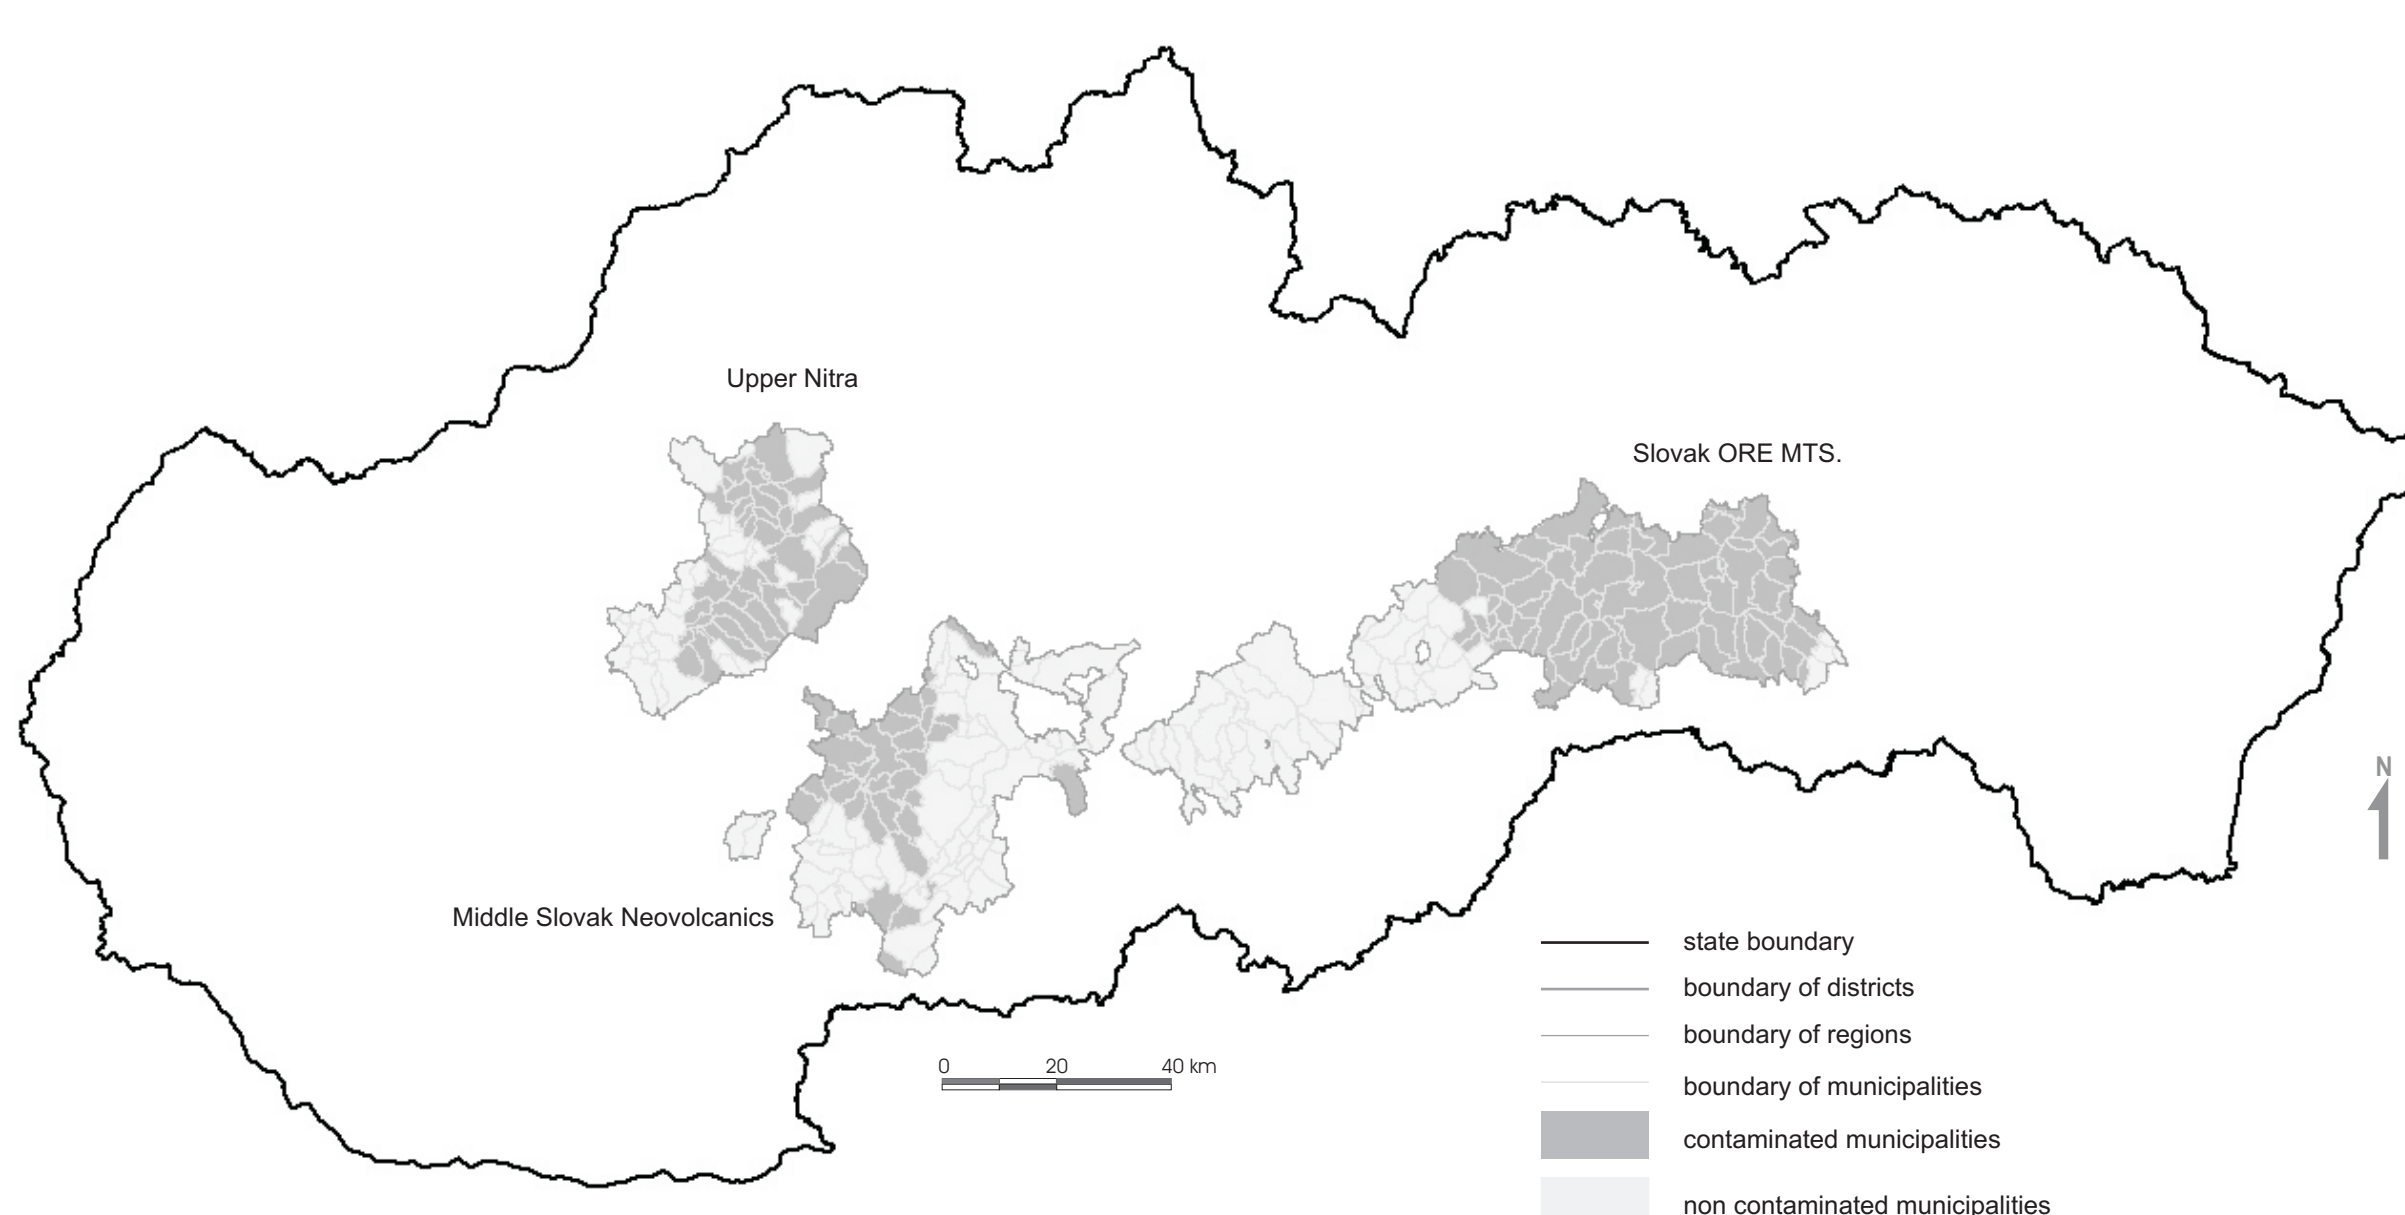 Upper Nitra
Slovak ORE MTS.
Middle Slovak Neovolcanics
N
0 20 40 km
state boundary
boundary of districts
boundary of regions
boundary of municipalities
contaminated municipalities
non contaminated municipalities